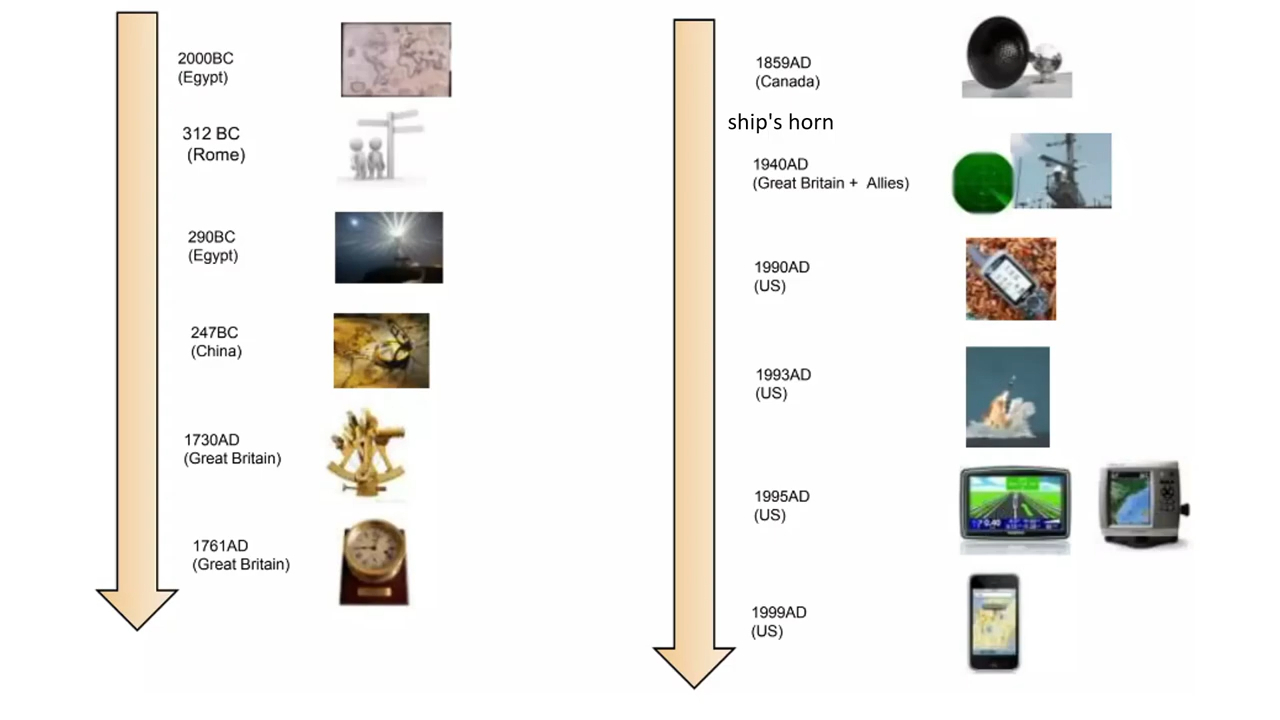 2000BC
(Egypt)
312 BC
(Rome)
290BC
(Egypt)
247BC
(China)
1730AD
(Great Britain)
1761AD
(Great Britain)
1859AD
(Canada)
ship's horn
1940AD
(Great Britain + Allies)
1990AD
(US)
1993AD
(US)
1995AD
(US)
1999AD
(US)